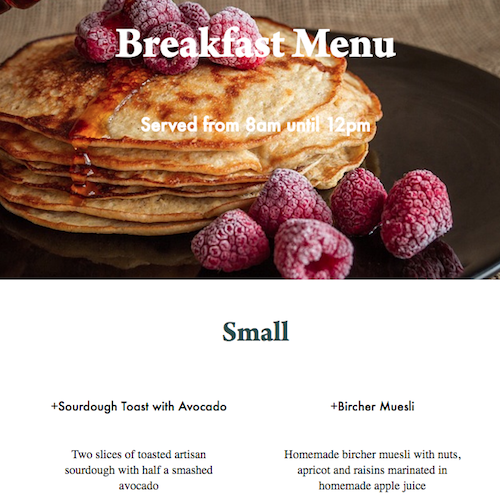 Breakfast Menu
Served from 8am until 12pm
Small
+Sourdough Toast with Avocado
+Bircher Muesli
Two slices of toasted artisan
sourdough with half a smashed
avocado
Homemade bircher muesli with nuts,
apricot and raisins marinated in
homemade apple juice